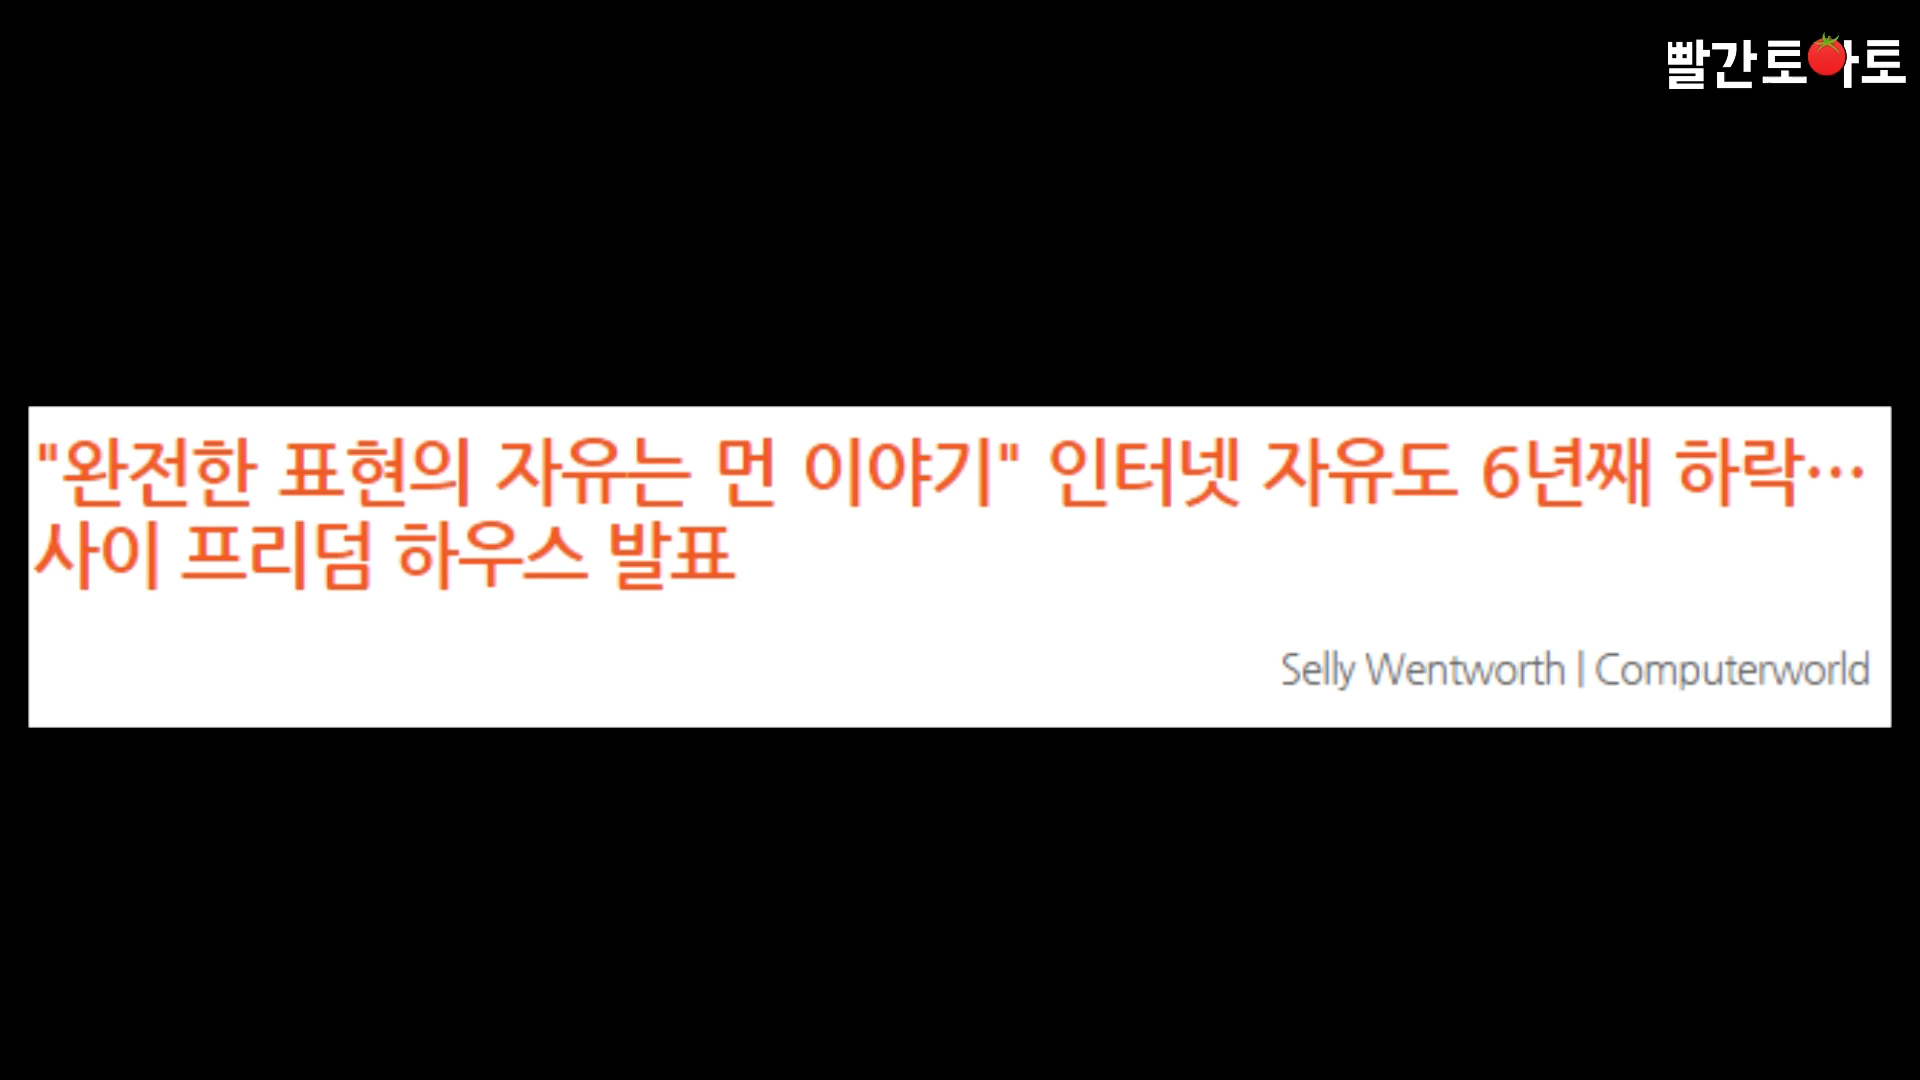 빨간토마토
"완전한 표현의 자유는 먼 이야기" 인터넷 자유도 6년째 하락…
사이 프리덤 하우스 발표
Selly Wentworth | Computerworld